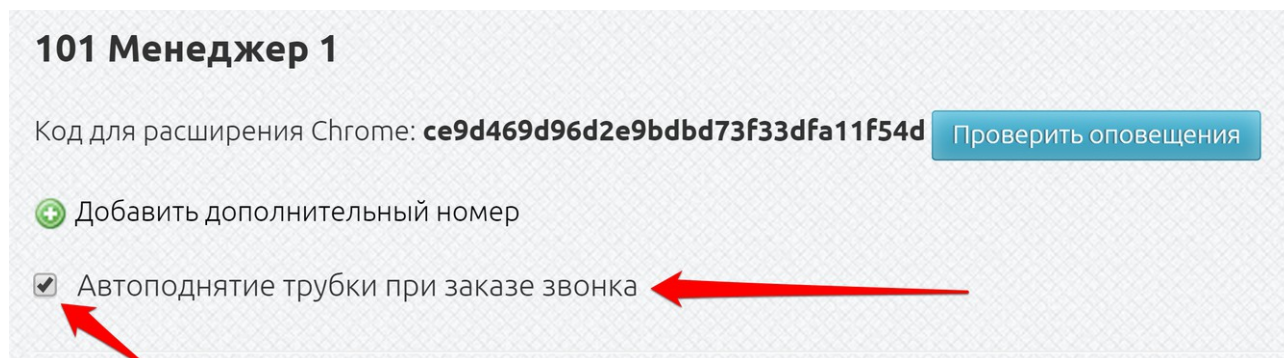 101 Менеджер 1
Код для расширения Chrome: ce9d469d96d2e9bdbd73f33dfa11f54d Проверить оповещения
Добавить дополнительный номер
Автоподнятие трубки при заказе звонка